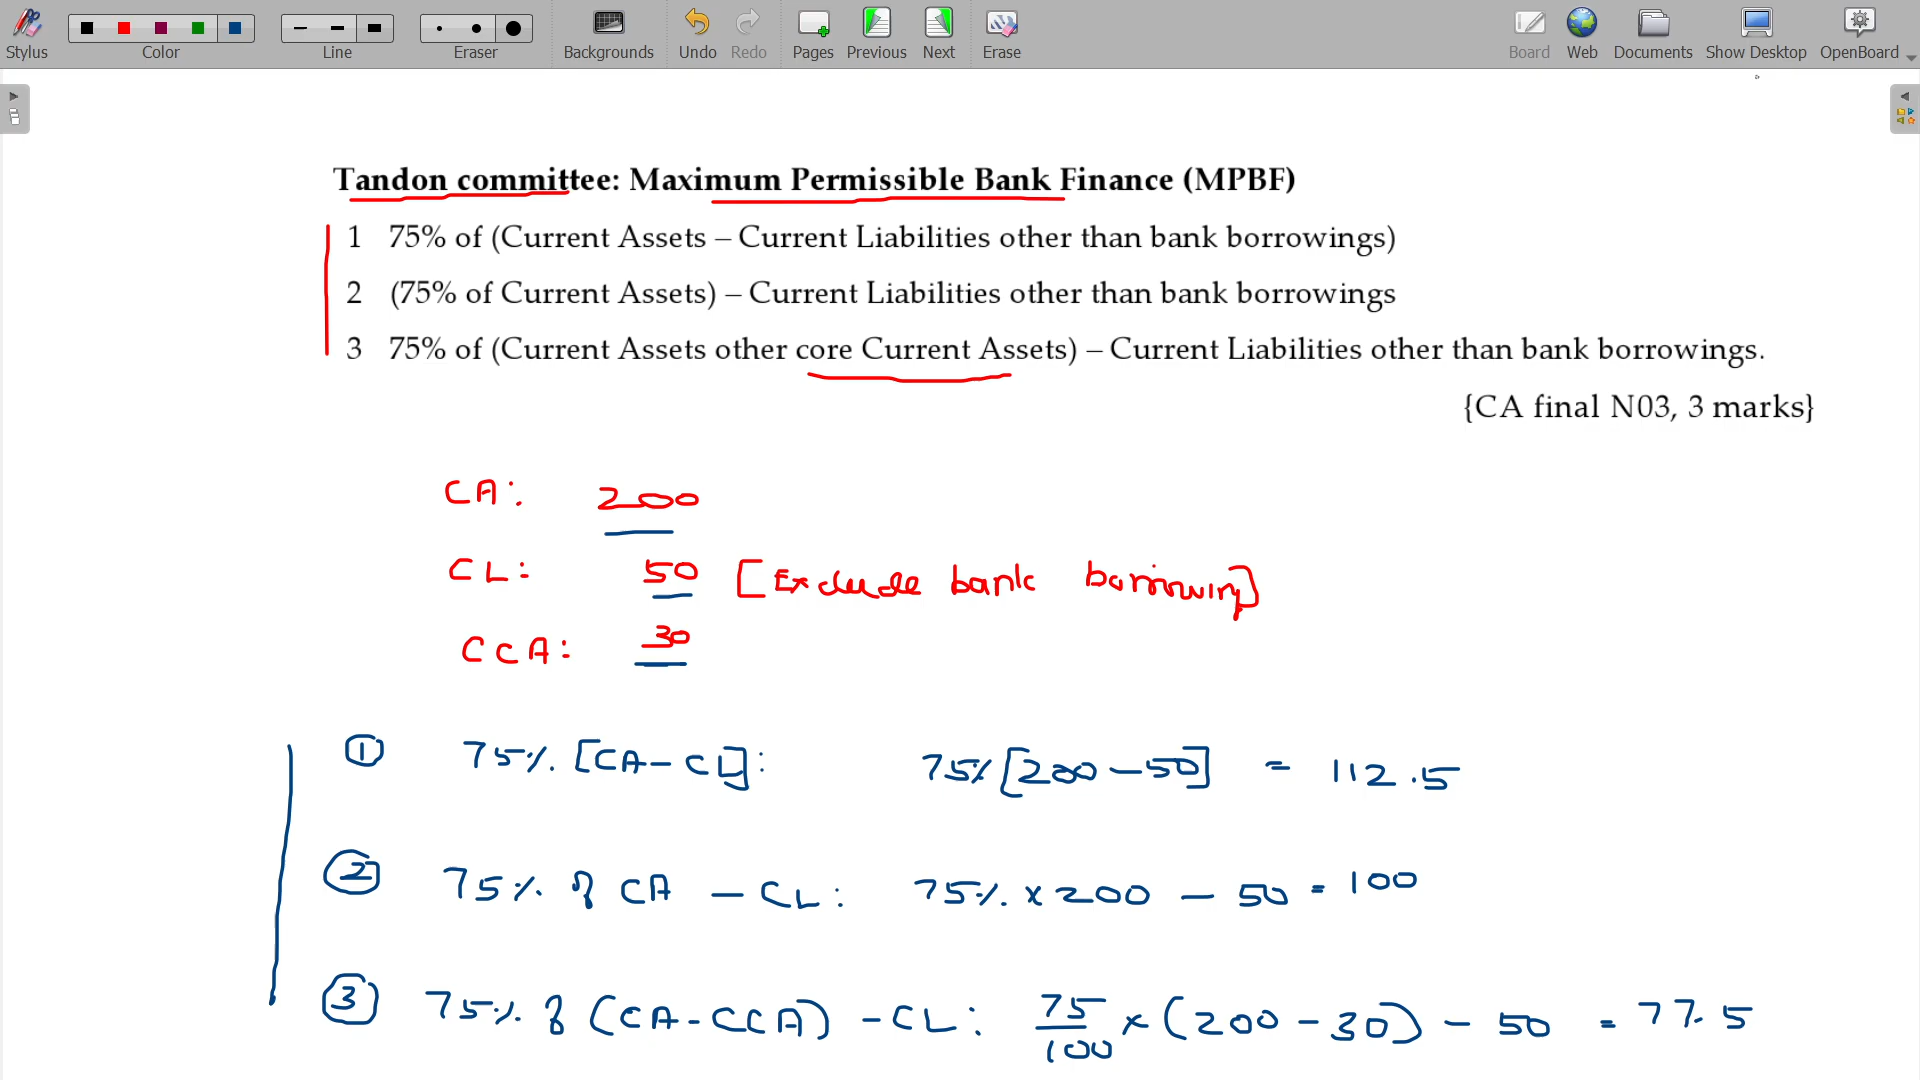 Stylus Color Line Eraser Backgrounds Undo Redo Pages Previous Next Erase Board Web Documents Show Desktop OpenBoard
Tandon committee: Maximum Permissible Bank Finance (MPBF)
1 75% of (Current Assets – Current Liabilities other than bank borrowings)
2 (75% of Current Assets) – Current Liabilities other than bank borrowings
3 75% of (Current Assets other core Current Assets) – Current Liabilities other than bank borrowings.
{CA final N03, 3 marks}
CA: 200
CL: 50 [Exclude bank borrowing]
CCA: 30
① 75% [CA - CL]: 75% [200 - 50] = 112.5
② 75% of CA - CL: 75% × 200 - 50 = 100
③ 75% of (CA - CCA) - CL: 75/100 × (200 - 30) - 50 = 77.5